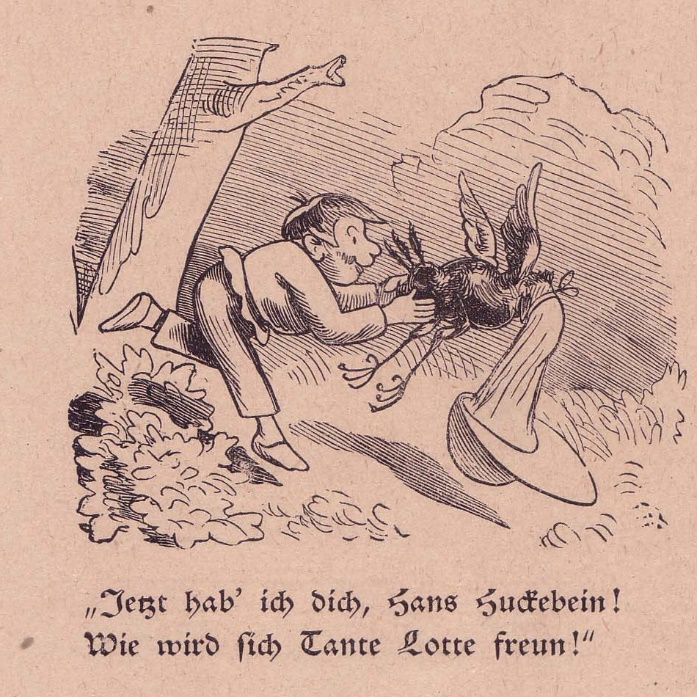 „Jetzt hab’ ich dich, Hans Huckebein!
Wie wird sich Tante Lotte freun!“